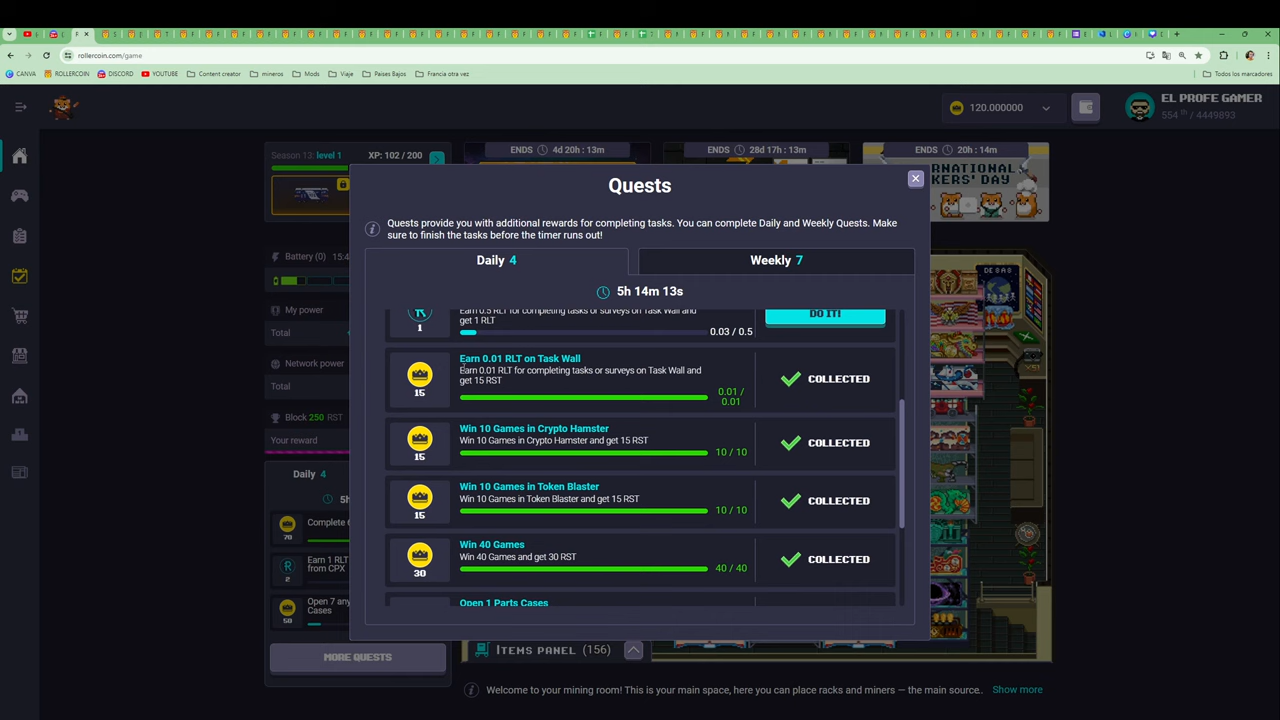 rollercoin.com/game
CANVA
ROLLERCOIN
DISCORD
YOUTUBE
Content creator
mineros
Mods
Viaje
Paises Bajos
Francia otra vez
Todos los marcadores
120.000000
EL PROFE GAMER
554 Th / 4449893
Season 13: level 1
XP: 102 / 200
ENDS 4d 20h : 13m
ENDS 28d 17h : 13m
ENDS 20h : 14m
Quests
Quests provide you with additional rewards for completing tasks. You can complete Daily and Weekly Quests. Make
sure to finish the tasks before the timer runs out!
Daily 4
Weekly 7
5h 14m 13s
Earn 0.5 RLT for completing tasks or surveys on Task Wall and
get 1 RLT
1
0.03 / 0.5
DO IT!
Earn 0.01 RLT on Task Wall
Earn 0.01 RLT for completing tasks or surveys on Task Wall and
get 15 RST
15
0.01 /
0.01
COLLECTED
Win 10 Games in Crypto Hamster
Win 10 Games in Crypto Hamster and get 15 RST
15
10 / 10
COLLECTED
Win 10 Games in Token Blaster
Win 10 Games in Token Blaster and get 15 RST
15
10 / 10
COLLECTED
Win 40 Games
Win 40 Games and get 30 RST
30
40 / 40
COLLECTED
Open 1 Parts Cases
Battery (0)
15:4
My power
Total
Network power
Total
Block 250 RST
Your reward
Daily 4
5h
Complete 6
70
Earn 1 RLT
from CPX
2
Open 7 any
Cases
50
MORE QUESTS
ITEMS PANEL (156)
Welcome to your mining room! This is your main space, here you can place racks and miners — the main source..
Show more